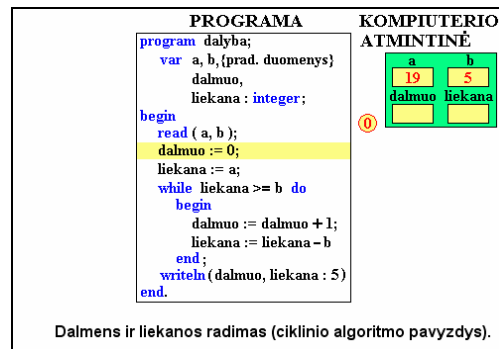 PROGRAMA
program dalyba;
var a, b,{prad. duomenys}
dalmuo,
liekana : integer;
begin
read ( a, b );
dalmuo := 0;
liekana := a;
while liekana >= b do
begin
dalmuo := dalmuo + 1;
liekana := liekana – b
end ;
writeln ( dalmuo, liekana : 5 )
end.
KOMPIUTERIO
ATMINTINĖ
a b
19 5
dalmuo liekana
0
Dalmens ir liekanos radimas (ciklinio algoritmo pavyzdys).